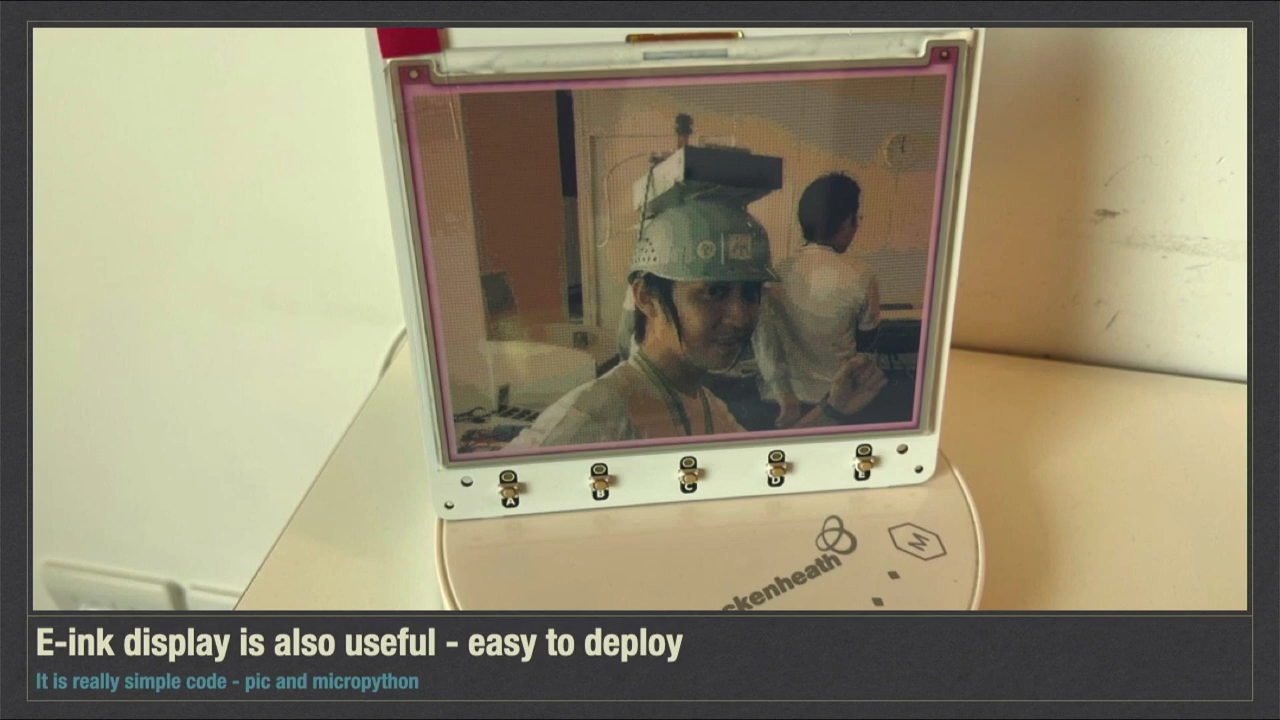 A
B
C
D
E
ckenheath
M
E-ink display is also useful - easy to deploy
It is really simple code - pic and micropython